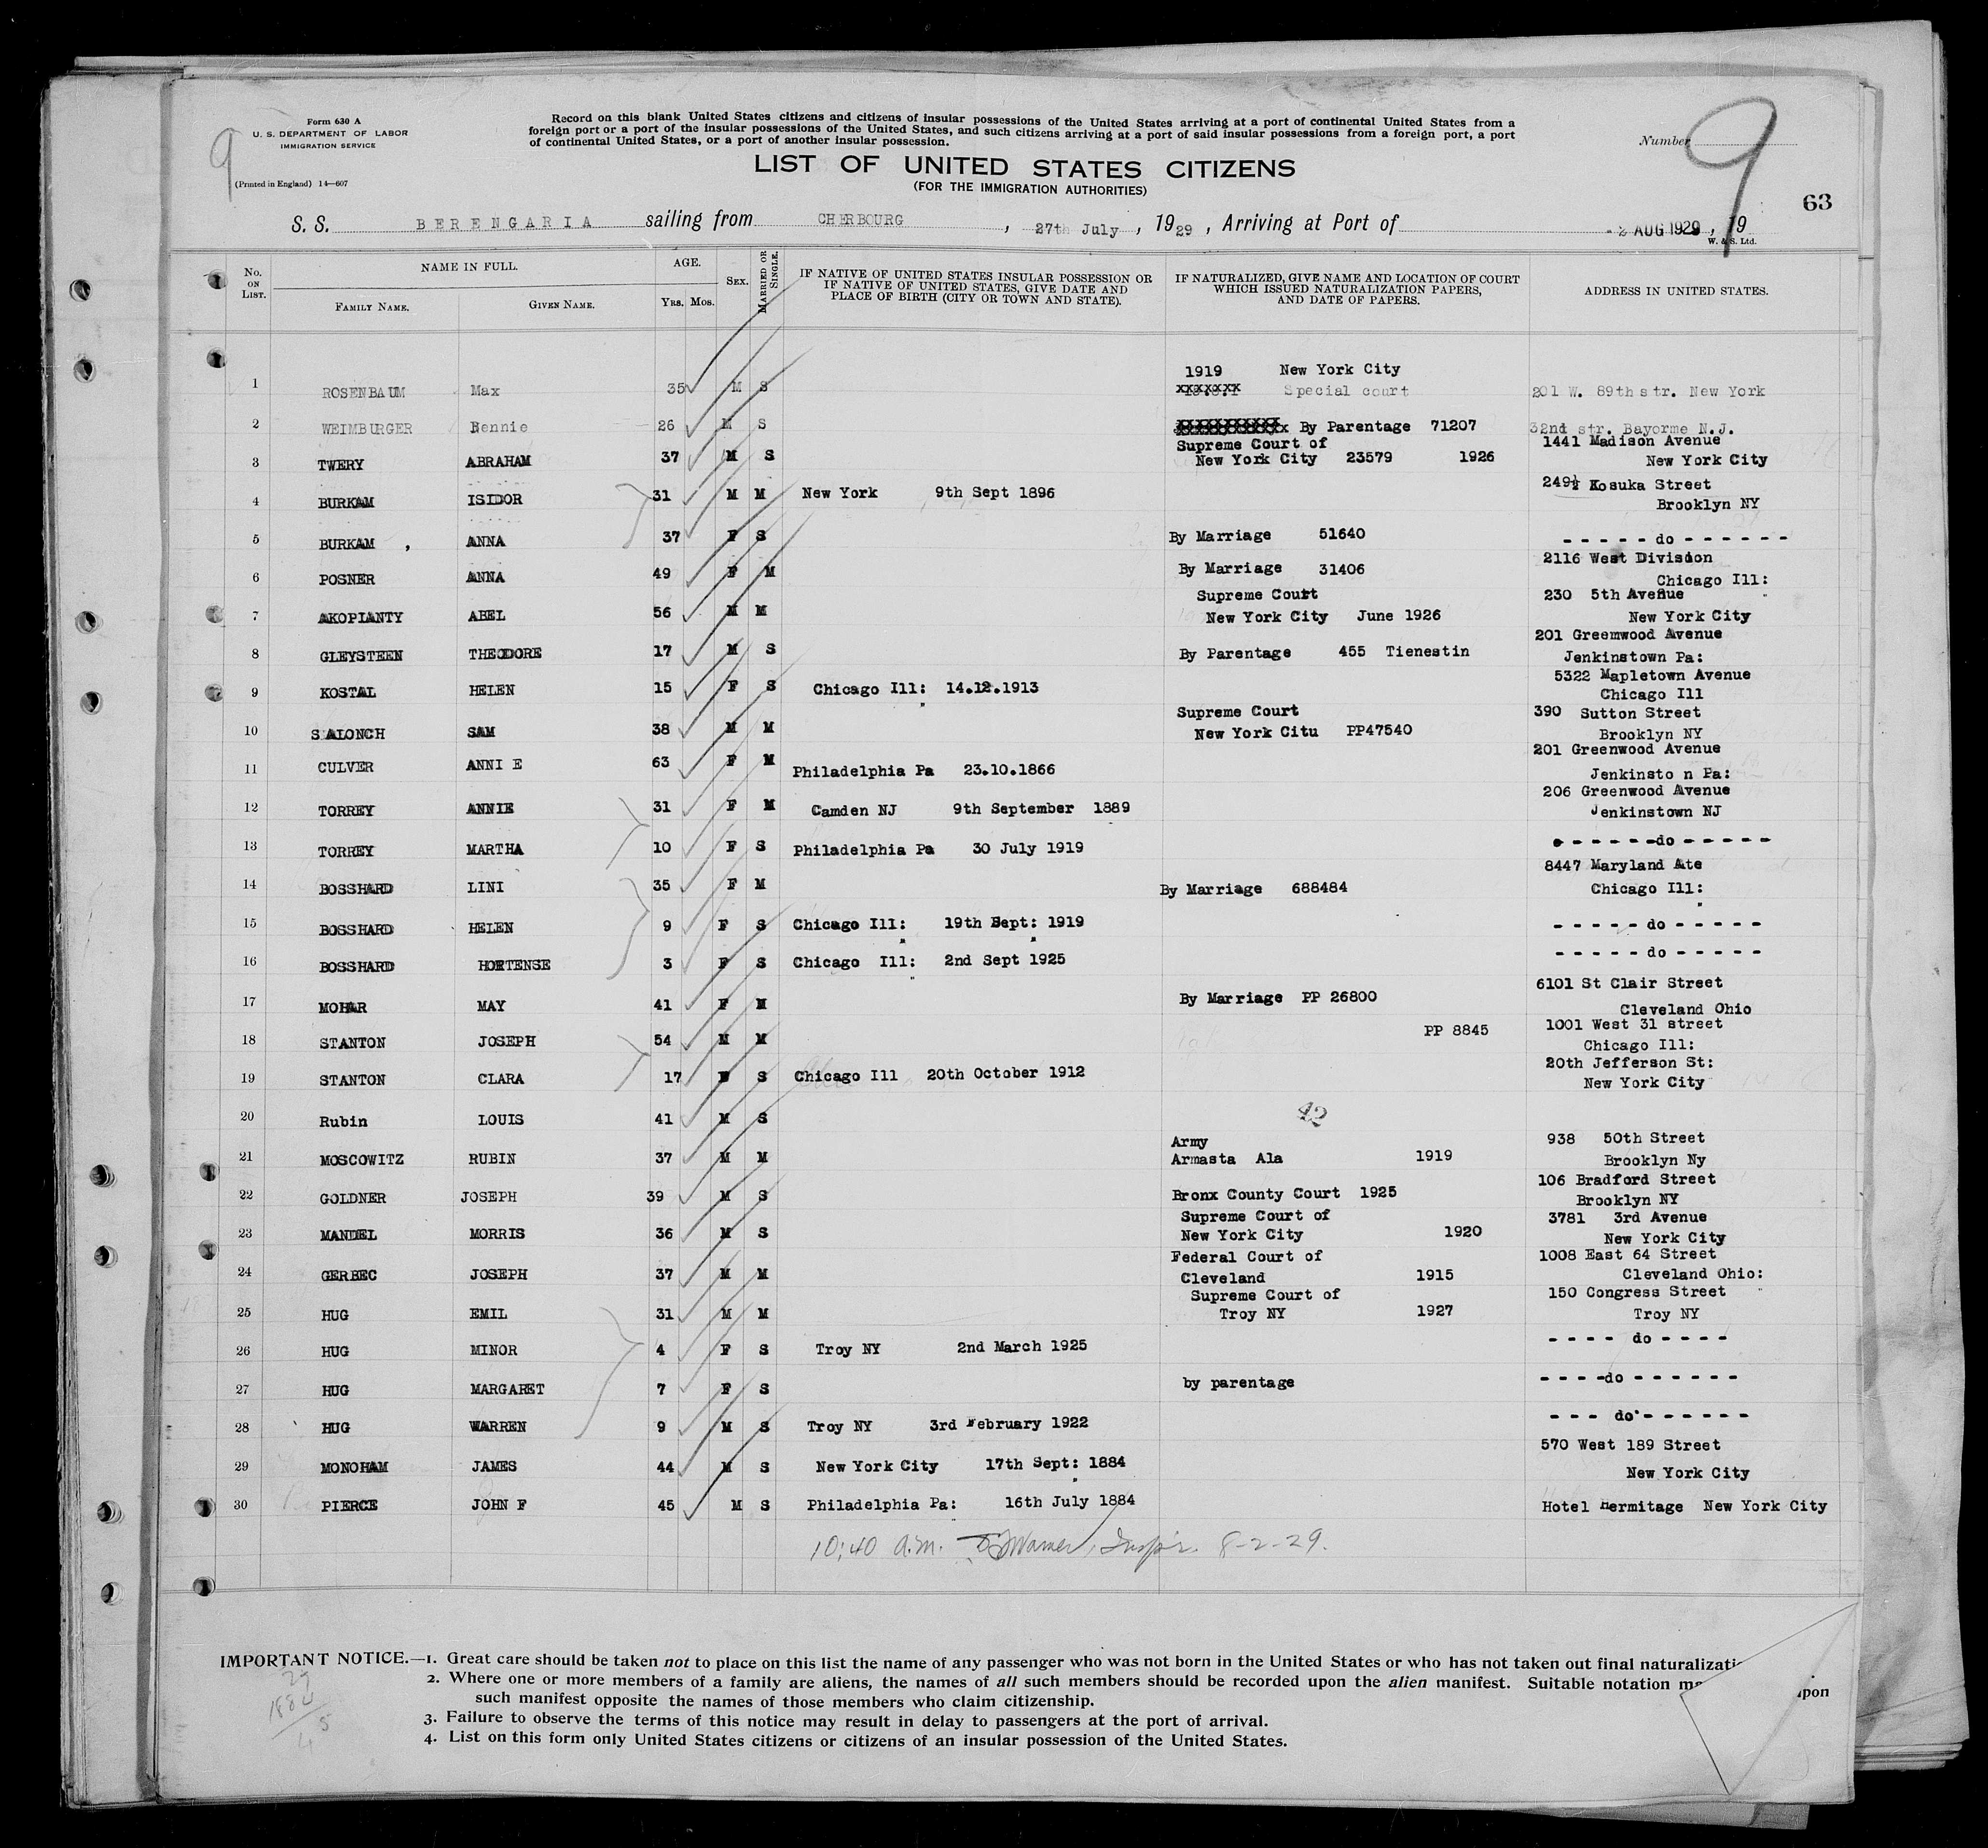 Form 630 A
U. S. DEPARTMENT OF LABOR
IMMIGRATION SERVICE
9
(Printed in England) 14—607
Record on this blank United States citizens and citizens of insular possessions of the United States arriving at a port of continental United States from a
foreign port or a port of the insular possessions of the United States, and such citizens arriving at a port of said insular possessions from a foreign port, a port
of continental United States, or a port of another insular possession.
LIST OF UNITED STATES CITIZENS
(FOR THE IMMIGRATION AUTHORITIES)
Number 9
63
S. S. BERENGARIA sailing from CHERBOURG, 27th July, 1929, Arriving at Port of 2 AUG 1929, 19
W. & S. Ltd.
No. ON LIST.
NAME IN FULL.
FAMILY NAME.
GIVEN NAME.
AGE.
Yrs. Mos.
SEX.
MARRIED OR SINGLE.
IF NATIVE OF UNITED STATES INSULAR POSSESSION OR
IF NATIVE OF UNITED STATES, GIVE DATE AND
PLACE OF BIRTH (CITY OR TOWN AND STATE).
IF NATURALIZED, GIVE NAME AND LOCATION OF COURT
WHICH ISSUED NATURALIZATION PAPERS,
AND DATE OF PAPERS.
ADDRESS IN UNITED STATES.
1919 New York City
1 ROSENBAUM Max 35 M S Special court 201 W. 89th str. New York
2 WEIMBURGER Bennie 26 M S By Parentage 71207 32nd str. Bayorme N.J.
Supreme Court of 1441 Madison Avenue
3 TWERY ABRAHAM 37 M S New York City 23579 1926 New York City
4 BURKAM ISIDOR 31 M M New York 9th Sept 1896 249½ Kosuka Street
Brooklyn NY
5 BURKAM , ANNA 37 F S By Marriage 51640 - - - - - do - - - - - -
2116 West Division
6 POSNER ANNA 49 F M By Marriage 31406 Chicago Ill:
Supreme Court 230 5th Avenue
7 AKOPIANTY ABEL 56 M M New York City June 1926 New York City
201 Greemwood Avenue
8 GLEYSTEEN THEODORE 17 M S By Parentage 455 Tienestin Jenkinstown Pa:
5322 Mapletown Avenue
9 KOSTAL HELEN 15 F S Chicago Ill: 14.12.1913 Chicago Ill
Supreme Court 390 Sutton Street
10 SALONCH SAM 38 M M New York Citu PP47540 Brooklyn NY
201 Greenwood Avenue
11 CULVER ANNI E 63 F M Philadelphia Pa 23.10.1866 Jenkinsto n Pa:
206 Greenwood Avenue
12 TORREY ANNIE 31 F M Camden NJ 9th September 1889 Jenkinstown NJ
13 TORREY MARTHA 10 F S Philadelphia Pa 30 July 1919 - - - - - -do - - - - -
8447 Maryland Ate
14 BOSSHARD LINI 35 F M By Marriage 688484 Chicago Ill:
15 BOSSHARD HELEN 9 F S Chicago Ill: 19th Sept: 1919 - - - - - do - - - - -
16 BOSSHARD HORTENSE 3 F S Chicago Ill: 2nd Sept 1925 - - - - - do - - - - -
6101 St Clair Street
17 MOHAR MAY 41 F M By Marriage PP 26800 Cleveland Ohio
1001 West 31 street
18 STANTON JOSEPH 54 M M PP 8845 Chicago Ill:
20th Jefferson St:
19 STANTON CLARA 17 F S Chicago Ill 20th October 1912 New York City
20 Rubin LOUIS 41 M S 42
Army 938 50th Street
21 MOSCOWITZ RUBIN 37 M M Armasta Ala 1919 Brooklyn Ny
106 Bradford Street
22 GOLDNER JOSEPH 39 M S Bronx County Court 1925 Brooklyn NY
Supreme Court of 3781 3rd Avenue
23 MANDEL MORRIS 36 M S New York City 1920 New York City
Federal Court of 1008 East 64 Street
24 GERBEC JOSEPH 37 M M Cleveland 1915 Cleveland Ohio:
Supreme Court of 150 Congress Street
25 HUG EMIL 31 M M Troy NY 1927 Troy NY
26 HUG MINOR 4 F S Troy NY 2nd March 1925 - - - - do - - - -
27 HUG MARGARET 7 F S by parentage - - - -do - - - - - -
28 HUG WARREN 9 M S Troy NY 3rd February 1922 - - - do - - - - - -
570 West 189 Street
29 MONOHAM JAMES 44 M S New York City 17th Sept: 1884 New York City
30 PIERCE JOHN F 45 M S Philadelphia Pa: 16th July 1884 Hotel Hermitage New York City
10:40 a.m. Inspr. 8-2-29.
IMPORTANT NOTICE.—1. Great care should be taken not to place on this list the name of any passenger who was not born in the United States or who has not taken out final
2. Where one or more members of a family are aliens, the names of all such members should be recorded upon the alien manifest. Suitable notation upon
such manifest opposite the names of those members who claim citizenship.
3. Failure to observe the terms of this notice may result in delay to passengers at the port of arrival.
4. List on this form only United States citizens or citizens of an insular possession of the United States.
29
1884
45